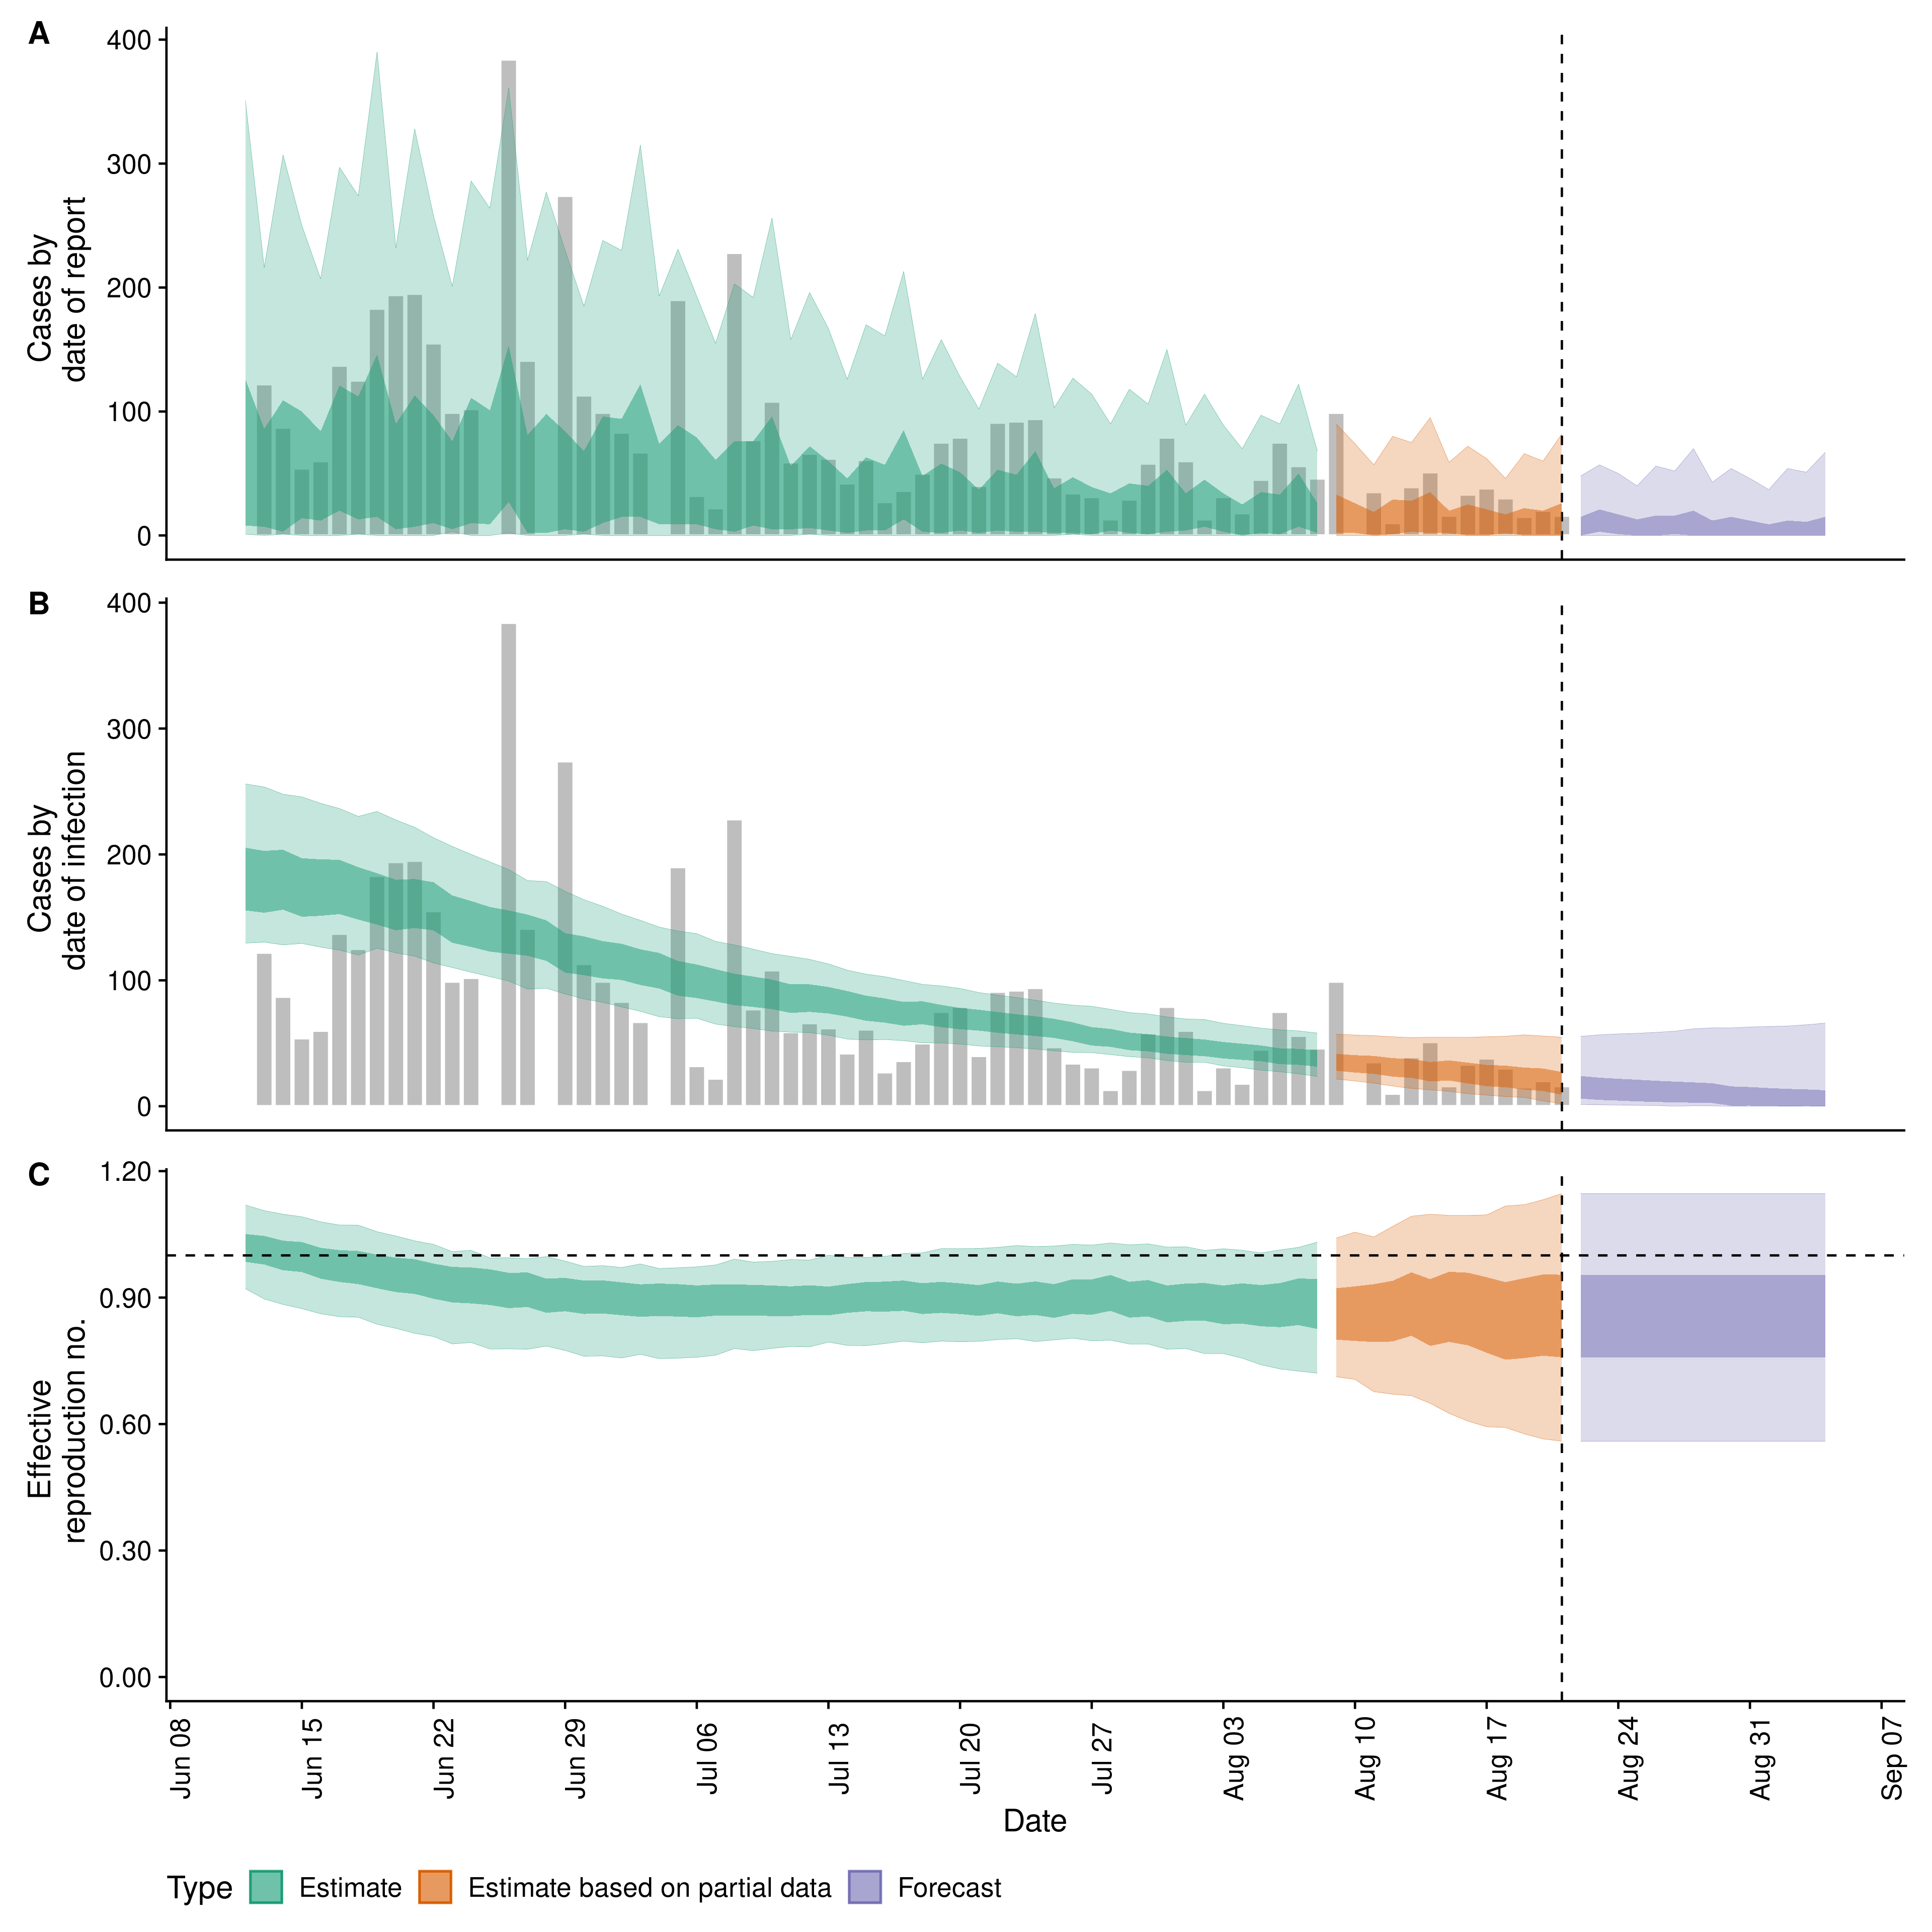 A
400
300
200
100
0
Cases by
date of report
B
400
300
200
100
0
Cases by
date of infection
C
1.20
0.90
0.60
0.30
0.00
Effective
reproduction no.
Jun 08
Jun 15
Jun 22
Jun 29
Jul 06
Jul 13
Jul 20
Jul 27
Aug 03
Aug 10
Aug 17
Aug 24
Aug 31
Sep 07
Date
Type Estimate Estimate based on partial data Forecast